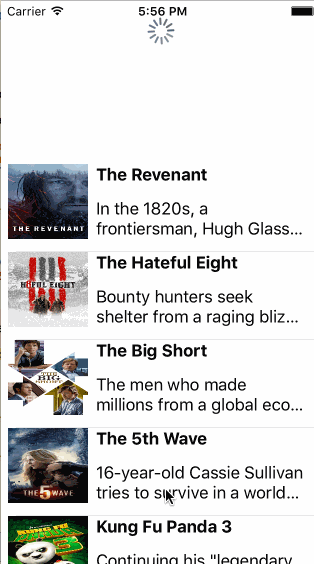 Carrier 5:56 PM
The Revenant
In the 1820s, a
frontiersman, Hugh Glass...
THE REVENANT
The Hateful Eight
Bounty hunters seek
shelter from a raging bliz...
HATEFUL EIGHT
The Big Short
The men who made
millions from a global eco...
THE
BIG
SHORT
The 5th Wave
16-year-old Cassie Sullivan
tries to survive in a world...
THE 5 WAVE
Kung Fu Panda 3
Continuing his "legendary